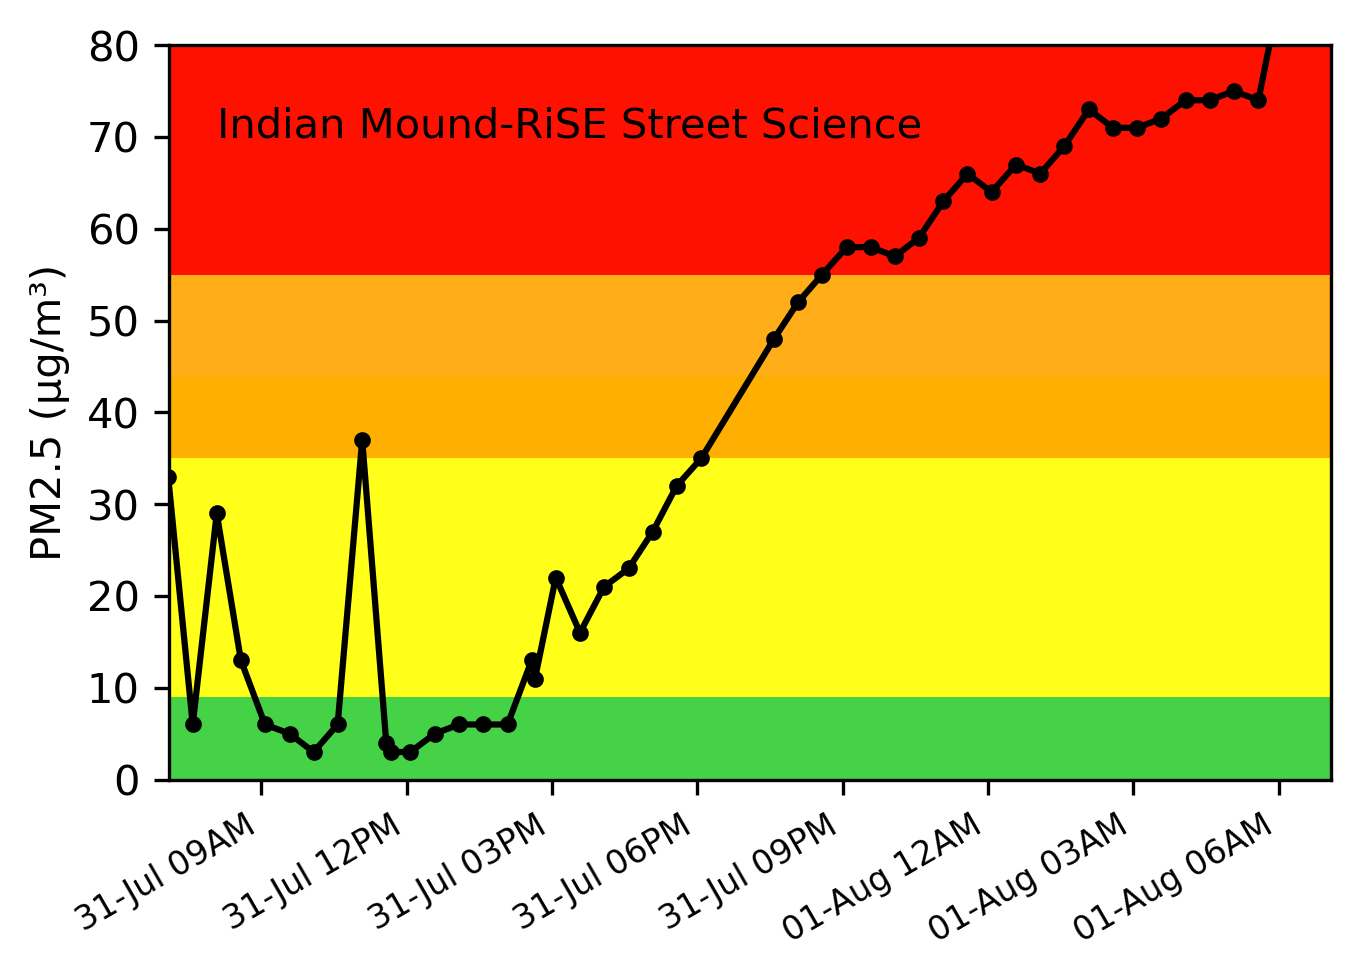 80
Indian Mound-RiSE Street Science
70
60
50
40
30
20
10
0
PM2.5 (µg/m³)
31-Jul 09AM
31-Jul 12PM
31-Jul 03PM
31-Jul 06PM
31-Jul 09PM
01-Aug 12AM
01-Aug 03AM
01-Aug 06AM